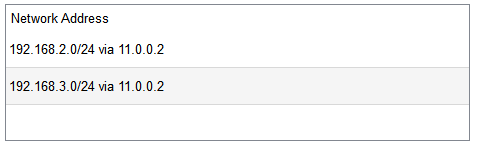 Network Address
192.168.2.0/24 via 11.0.0.2
192.168.3.0/24 via 11.0.0.2